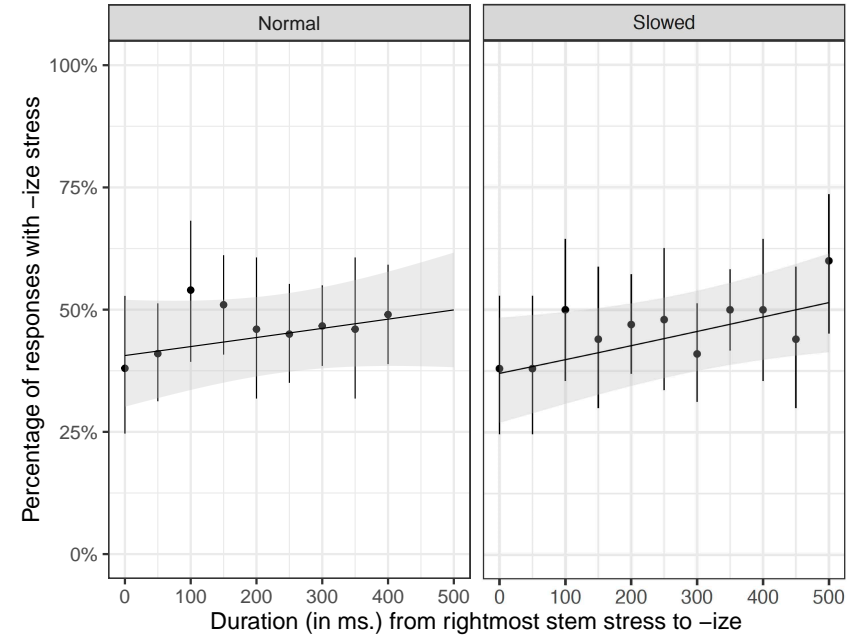 Normal
Slowed
Percentage of responses with −ize stress
100%
75%
50%
25%
0%
0 100 200 300 400 500
0 100 200 300 400 500
Duration (in ms.) from rightmost stem stress to −ize